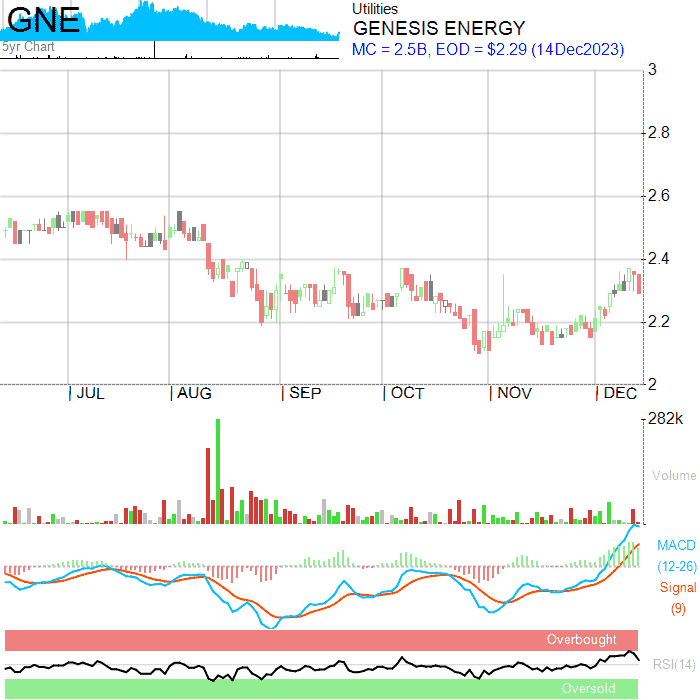 GNE
5yr Chart
Utilities
GENESIS ENERGY
MC = 2.5B, EOD = $2.29 (14Dec2023)
3
2.8
2.6
2.4
2.2
2
JUL AUG SEP OCT NOV DEC
282k
Volume
MACD
(12-26)
Signal
(9)
Overbought
RSI(14)
Oversold